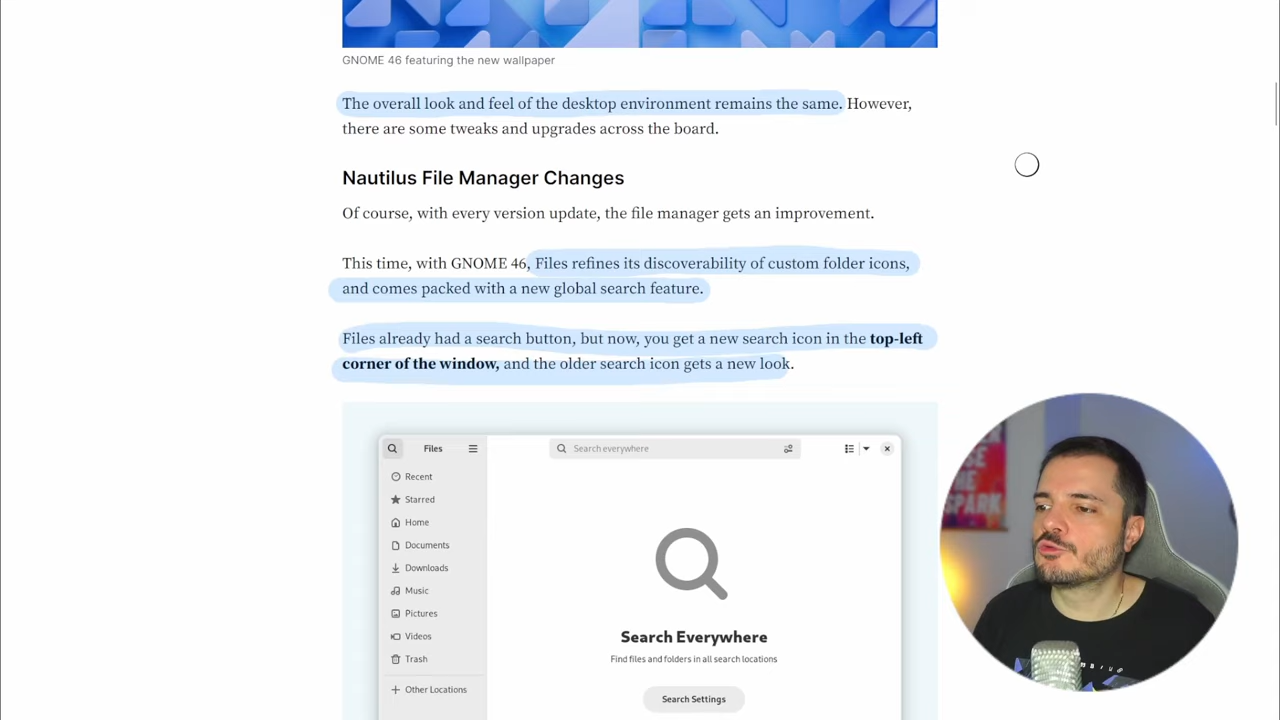 GNOME 46 featuring the new wallpaper
The overall look and feel of the desktop environment remains the same. However,
there are some tweaks and upgrades across the board.
Nautilus File Manager Changes
Of course, with every version update, the file manager gets an improvement.
This time, with GNOME 46, Files refines its discoverability of custom folder icons,
and comes packed with a new global search feature.
Files already had a search button, but now, you get a new search icon in the top-left
corner of the window, and the older search icon gets a new look.
Files
Search everywhere
Recent
Starred
Home
Documents
Downloads
Music
Pictures
Videos
Trash
Other Locations
Search Everywhere
Find files and folders in all search locations
Search Settings
THE
SPARK